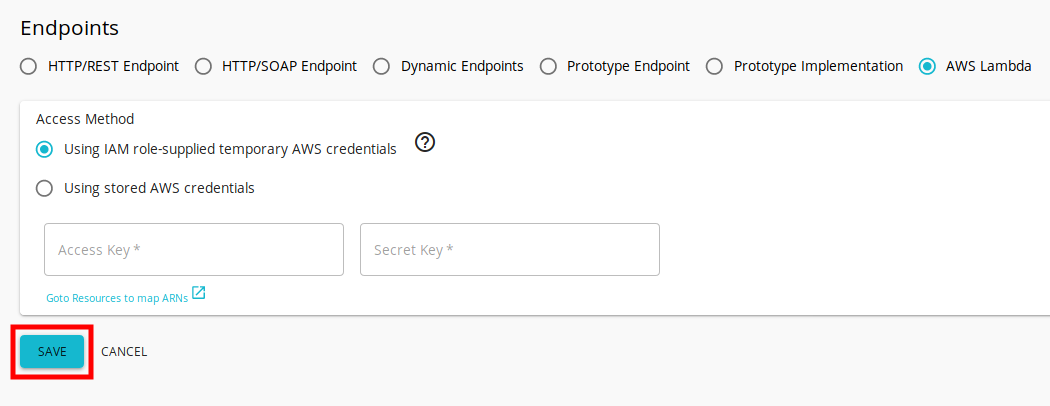 Endpoints
HTTP/REST Endpoint HTTP/SOAP Endpoint Dynamic Endpoints Prototype Endpoint Prototype Implementation AWS Lambda
Access Method
Using IAM role-supplied temporary AWS credentials ?
Using stored AWS credentials
Access Key * Secret Key *
Goto Resources to map ARNs
SAVE CANCEL